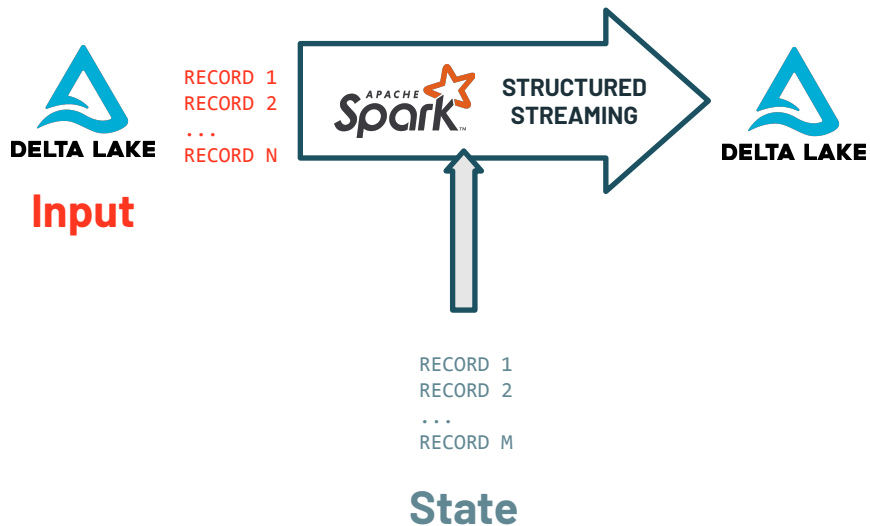 DELTA LAKE
Input
RECORD 1
RECORD 2
...
RECORD N
APACHE
Spark™
STRUCTURED
STREAMING
DELTA LAKE
RECORD 1
RECORD 2
...
RECORD M
State